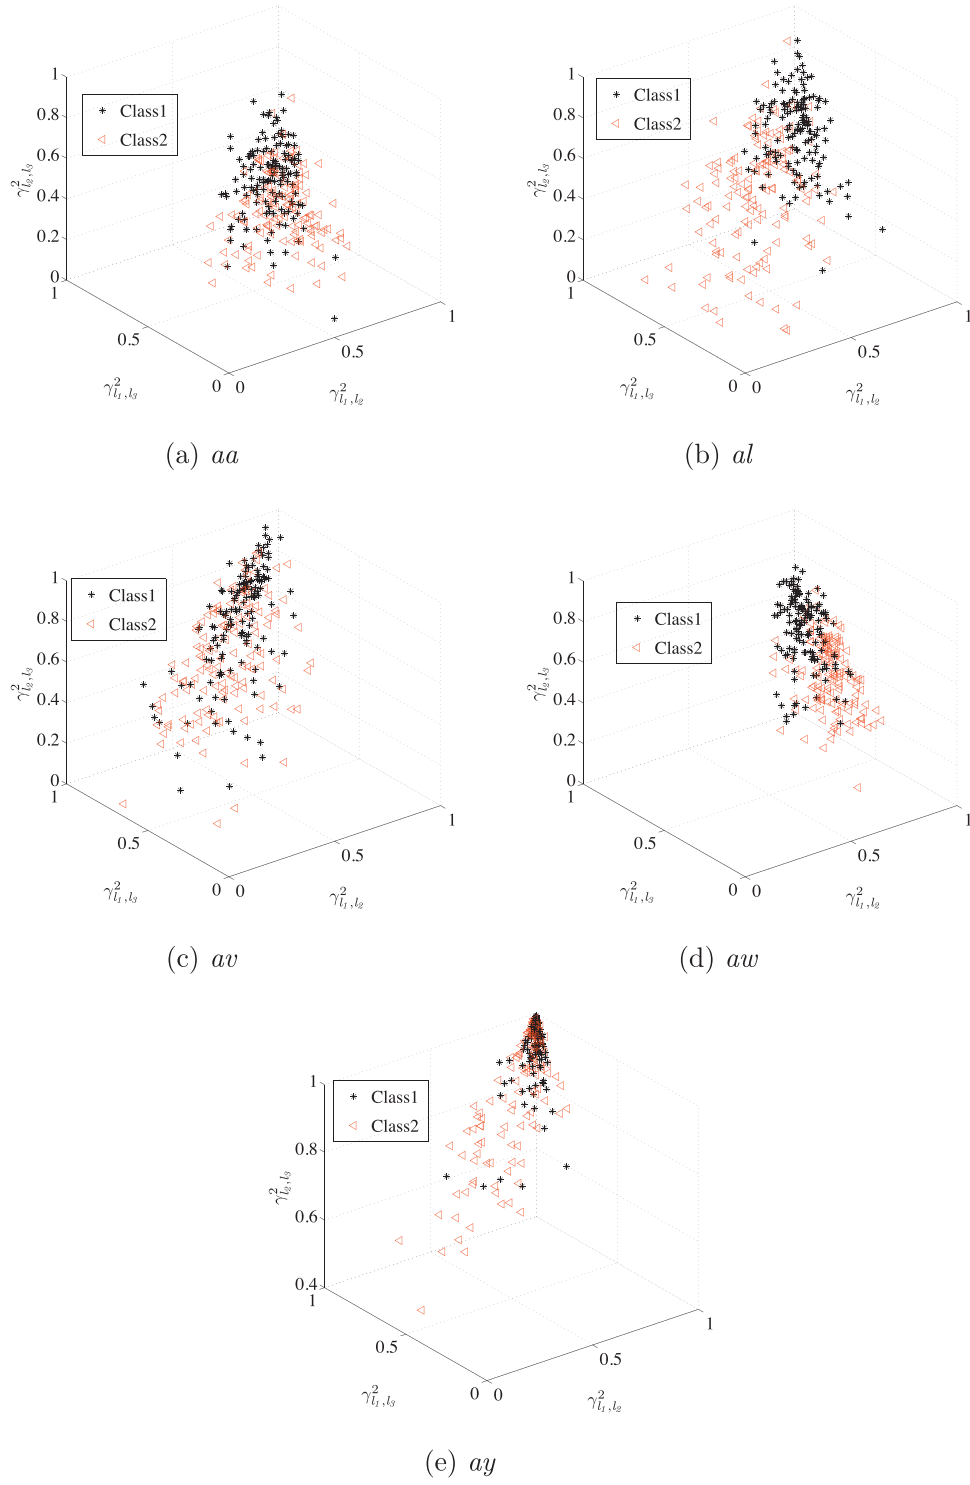 1
0.8
0.6
0.4
0.2
0
1
0.5
0
0
0.5
1
γ²l₂,l₃
γ²l₁,l₃
γ²l₁,l₂
Class1
Class2
(a) aa
1
0.8
0.6
0.4
0.2
0
1
0.5
0
0
0.5
1
γ²l₂,l₃
γ²l₁,l₃
γ²l₁,l₂
Class1
Class2
(b) al
1
0.8
0.6
0.4
0.2
0
1
0.5
0
0
0.5
1
γ²l₂,l₃
γ²l₁,l₃
γ²l₁,l₂
Class1
Class2
(c) av
1
0.8
0.6
0.4
0.2
0
1
0.5
0
0
0.5
1
γ²l₂,l₃
γ²l₁,l₃
γ²l₁,l₂
Class1
Class2
(d) aw
1
0.8
0.6
0.4
1
0.5
0
0
0.5
1
γ²l₂,l₃
γ²l₁,l₃
γ²l₁,l₂
Class1
Class2
(e) ay